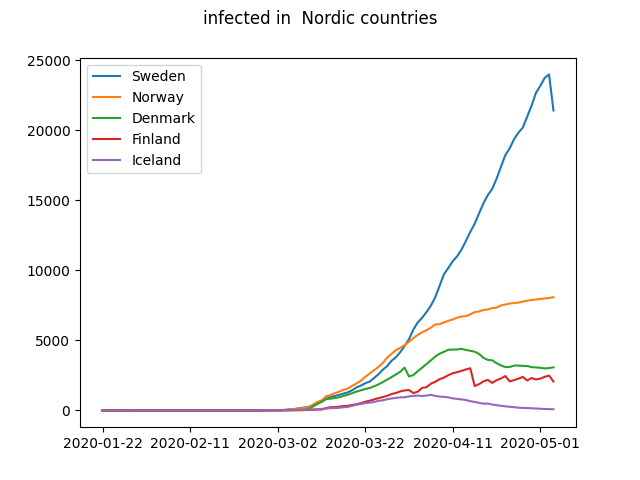 infected in  Nordic countries
25000
20000
15000
10000
5000
0
Sweden
Norway
Denmark
Finland
Iceland
2020-01-22 2020-02-11 2020-03-02 2020-03-22 2020-04-11 2020-05-01